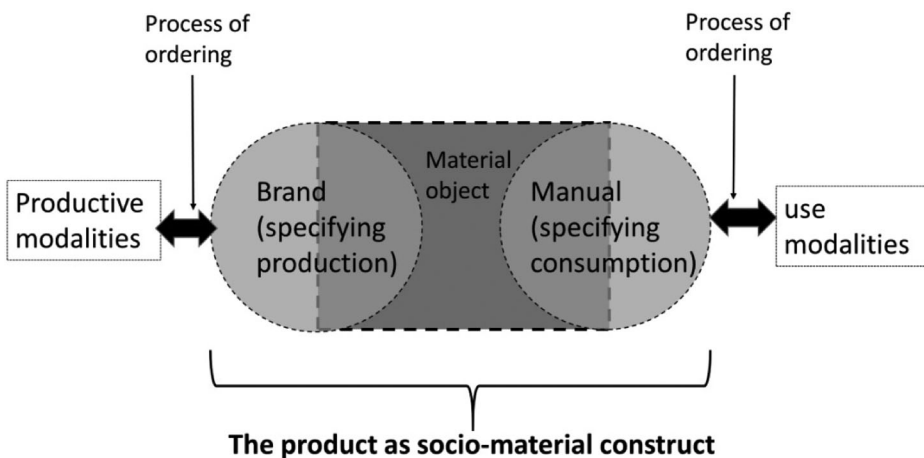 Process of
ordering
Process of
ordering
Material
object
Productive
modalities
Brand
(specifying
production)
Manual
(specifying
consumption)
use
modalities
The product as socio-material construct